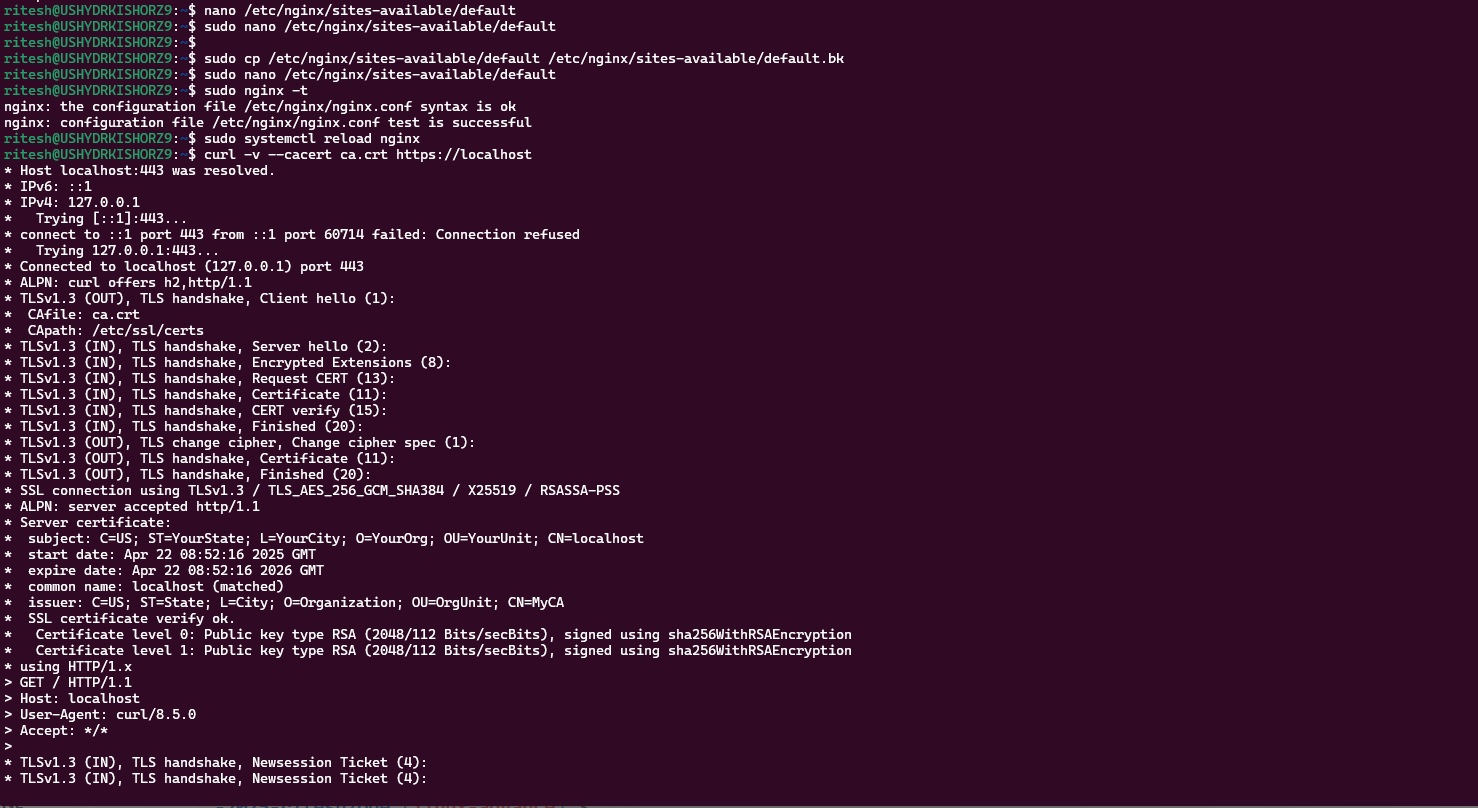 ritesh@USHYDRKISHORZ9:~$ nano /etc/nginx/sites-available/default
ritesh@USHYDRKISHORZ9:~$ sudo nano /etc/nginx/sites-available/default
ritesh@USHYDRKISHORZ9:~$
ritesh@USHYDRKISHORZ9:~$ sudo cp /etc/nginx/sites-available/default /etc/nginx/sites-available/default.bk
ritesh@USHYDRKISHORZ9:~$ sudo nano /etc/nginx/sites-available/default
ritesh@USHYDRKISHORZ9:~$ sudo nginx -t
nginx: the configuration file /etc/nginx/nginx.conf syntax is ok
nginx: configuration file /etc/nginx/nginx.conf test is successful
ritesh@USHYDRKISHORZ9:~$ sudo systemctl reload nginx
ritesh@USHYDRKISHORZ9:~$ curl -v --cacert ca.crt https://localhost
* Host localhost:443 was resolved.
* IPv6: ::1
* IPv4: 127.0.0.1
*   Trying [::1]:443...
* connect to ::1 port 443 from ::1 port 60714 failed: Connection refused
*   Trying 127.0.0.1:443...
* Connected to localhost (127.0.0.1) port 443
* ALPN: curl offers h2,http/1.1
* TLSv1.3 (OUT), TLS handshake, Client hello (1):
*  CAfile: ca.crt
*  CApath: /etc/ssl/certs
* TLSv1.3 (IN), TLS handshake, Server hello (2):
* TLSv1.3 (IN), TLS handshake, Encrypted Extensions (8):
* TLSv1.3 (IN), TLS handshake, Request CERT (13):
* TLSv1.3 (IN), TLS handshake, Certificate (11):
* TLSv1.3 (IN), TLS handshake, CERT verify (15):
* TLSv1.3 (IN), TLS handshake, Finished (20):
* TLSv1.3 (OUT), TLS change cipher, Change cipher spec (1):
* TLSv1.3 (OUT), TLS handshake, Certificate (11):
* TLSv1.3 (OUT), TLS handshake, Finished (20):
* SSL connection using TLSv1.3 / TLS_AES_256_GCM_SHA384 / X25519 / RSASSA-PSS
* ALPN: server accepted http/1.1
* Server certificate:
*  subject: C=US; ST=YourState; L=YourCity; O=YourOrg; OU=YourUnit; CN=localhost
*  start date: Apr 22 08:52:16 2025 GMT
*  expire date: Apr 22 08:52:16 2026 GMT
*  common name: localhost (matched)
*  issuer: C=US; ST=State; L=City; O=Organization; OU=OrgUnit; CN=MyCA
*  SSL certificate verify ok.
*   Certificate level 0: Public key type RSA (2048/112 Bits/secBits), signed using sha256WithRSAEncryption
*   Certificate level 1: Public key type RSA (2048/112 Bits/secBits), signed using sha256WithRSAEncryption
* using HTTP/1.x
> GET / HTTP/1.1
> Host: localhost
> User-Agent: curl/8.5.0
> Accept: */*
>
* TLSv1.3 (IN), TLS handshake, Newsession Ticket (4):
* TLSv1.3 (IN), TLS handshake, Newsession Ticket (4):